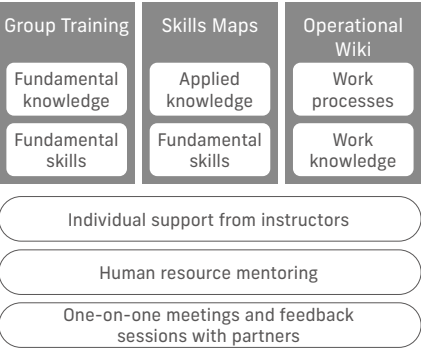 Group Training
Fundamental
knowledge
Fundamental
skills
Skills Maps
Applied
knowledge
Fundamental
skills
Operational
Wiki
Work
processes
Work
knowledge
Individual support from instructors
Human resource mentoring
One-on-one meetings and feedback
sessions with partners